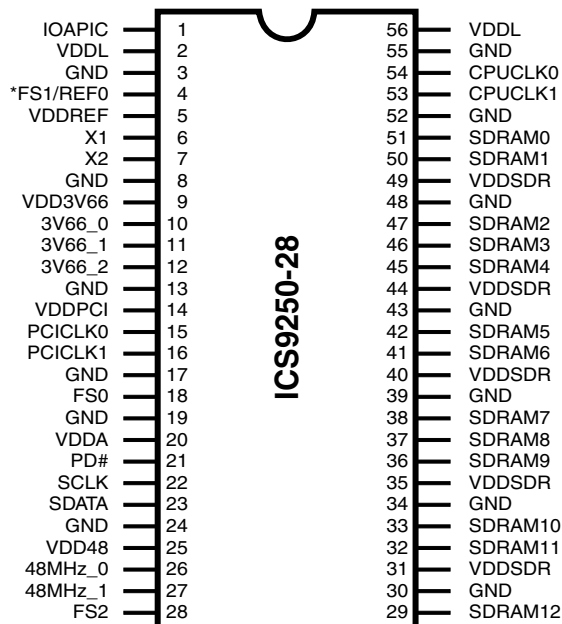 IOAPIC 1 56 VDDL
VDDL 2 55 GND
GND 3 54 CPUCLK0
*FS1/REF0 4 53 CPUCLK1
VDDREF 5 52 GND
X1 6 51 SDRAM0
X2 7 50 SDRAM1
GND 8 49 VDDSDR
VDD3V66 9 48 GND
3V66_0 10 47 SDRAM2
3V66_1 11 46 SDRAM3
3V66_2 12 45 SDRAM4
GND 13 44 VDDSDR
VDDPCI 14 43 GND
PCICLK0 15 42 SDRAM5
PCICLK1 16 41 SDRAM6
GND 17 40 VDDSDR
FS0 18 39 GND
GND 19 38 SDRAM7
VDDA 20 37 SDRAM8
PD# 21 36 SDRAM9
SCLK 22 35 VDDSDR
SDATA 23 34 GND
GND 24 33 SDRAM10
VDD48 25 32 SDRAM11
48MHz_0 26 31 VDDSDR
48MHz_1 27 30 GND
FS2 28 29 SDRAM12
ICS9250-28